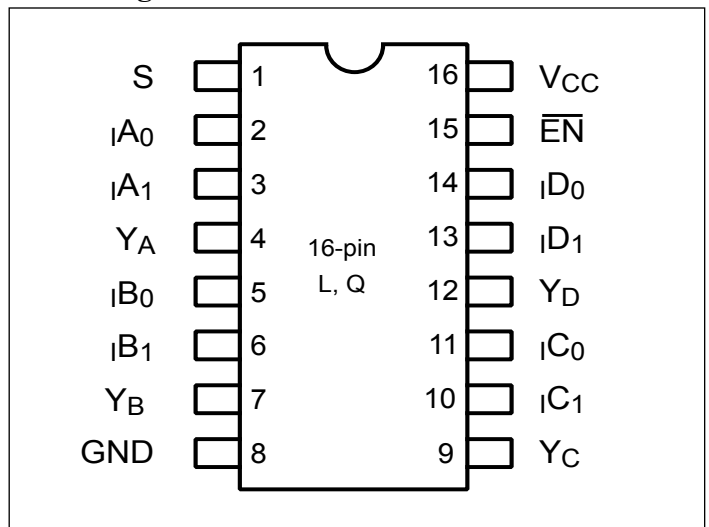 S 1 16 VCC
IA0 2 15 E̅N̅
IA1 3 14 ID0
YA 4 13 ID1
16-pin
L, Q
IB0 5 12 YD
IB1 6 11 IC0
YB 7 10 IC1
GND 8 9 YC